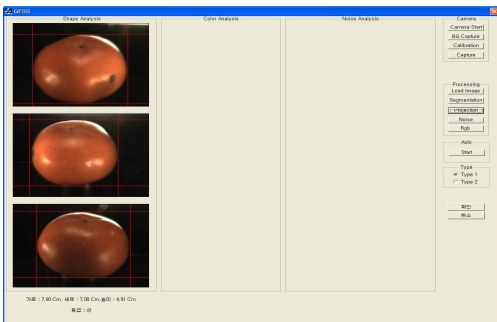 GFSS
Shape Analysis
Color Analysis
Noise Analysis
Camera
Camera Start
BG Capture
Calibration
Capture
Processing
Load Image
Segmentation
Projection
Noise
Rgb
Auto
Start
Type
Type 1
Type 2
확인
취소
가로 : 7,00 Cm, 세로 : 7,00 Cm, 높이 : 4,91 Cm
등급 : 상